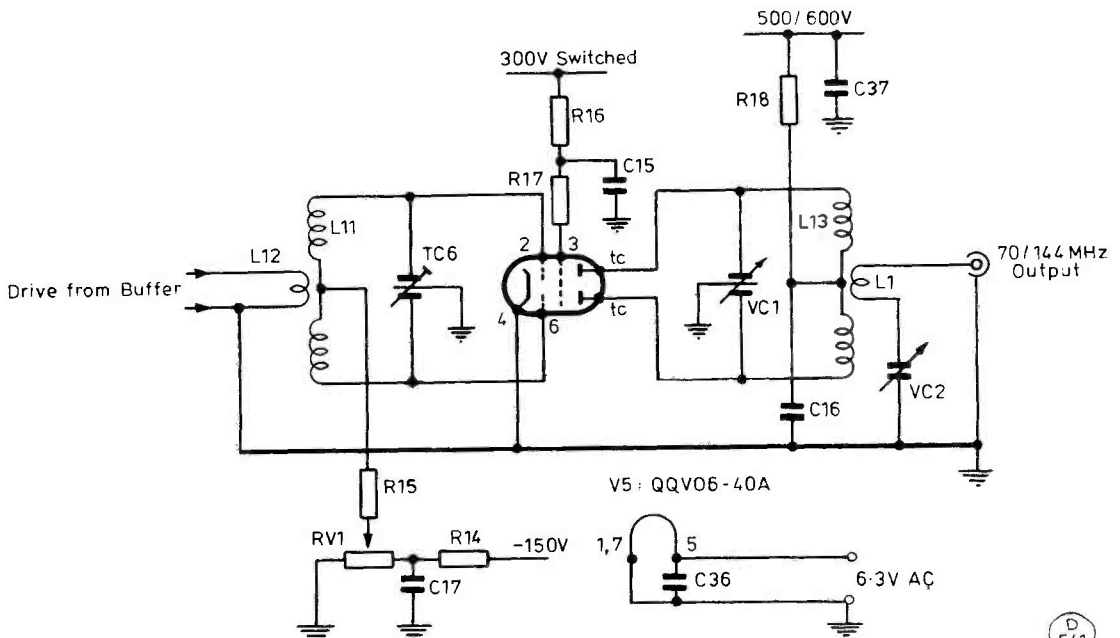 500/600V
300V Switched
R16
R18
C37
C15
R17
L11
L12
TC6
2
3
tc
L13
70/144 MHz
Output
Drive from Buffer
VC1
L1
4
6
tc
VC2
C16
R15
V5: QQV06-40A
RV1
R14
-150V
C17
1,7
5
C36
6·3V AC
D